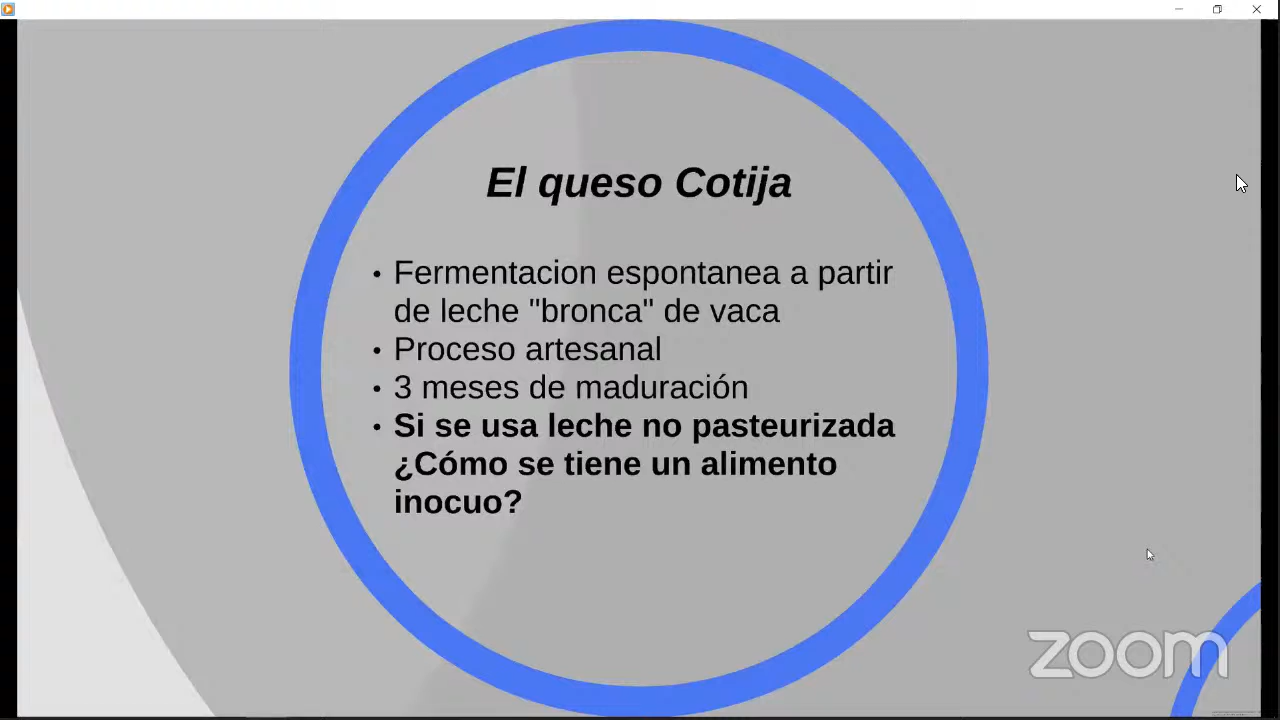 El queso Cotija
• Fermentacion espontanea a partir
de leche "bronca" de vaca
• Proceso artesanal
• 3 meses de maduración
• Si se usa leche no pasteurizada
¿Cómo se tiene un alimento
inocuo?
zoom